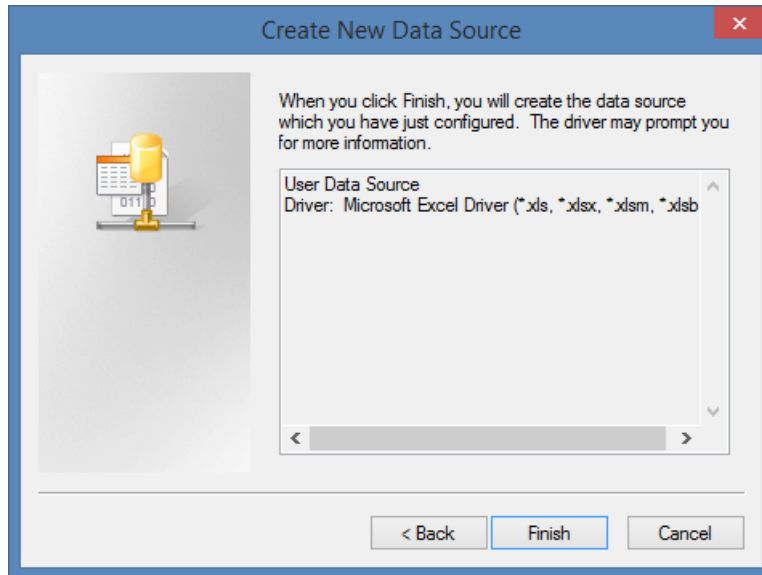 Create New Data Source
When you click Finish, you will create the data source
which you have just configured. The driver may prompt you
for more information.
User Data Source
Driver: Microsoft Excel Driver (*.xls, *.xlsx, *.xlsm, *.xlsb
0111 0
< Back Finish Cancel